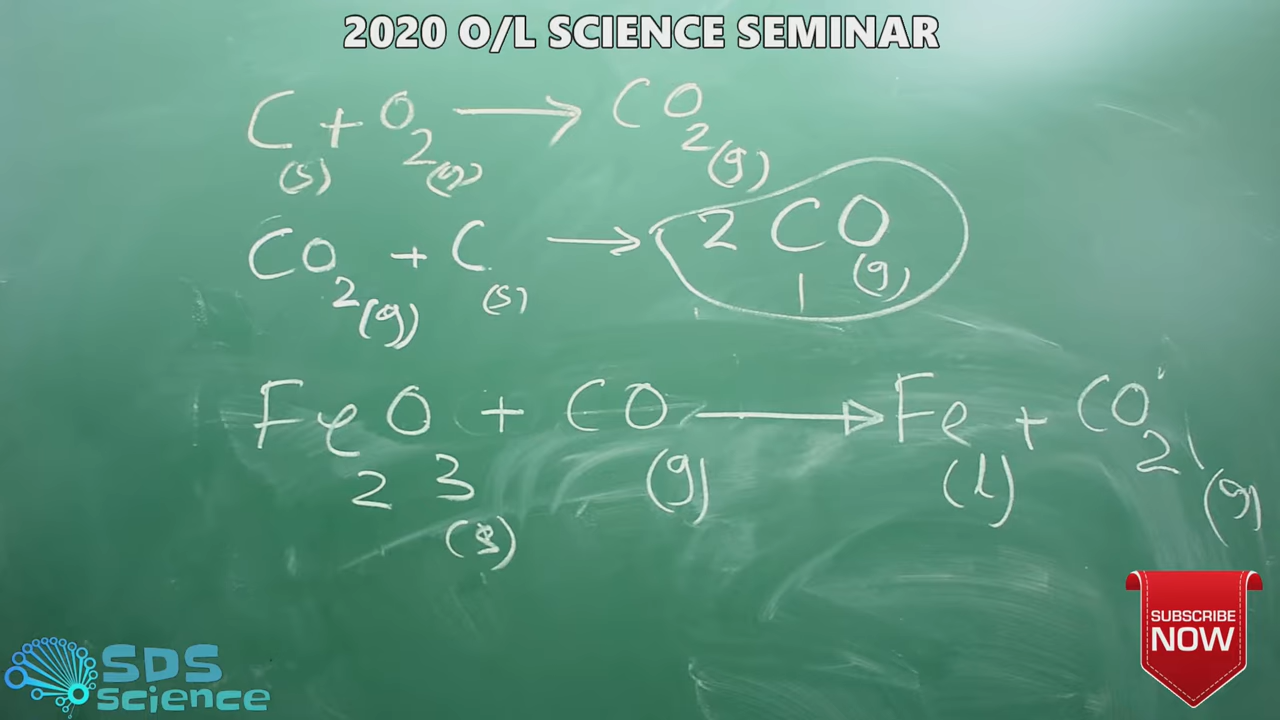 2020 O/L SCIENCE SEMINAR
C(s) + O2(g) → CO2(g)
CO2(g) + C(s) → 2CO(g)
Fe2O3(s) + CO(g) → Fe(l) + CO2(g)
SUBSCRIBE
NOW
SDS
science